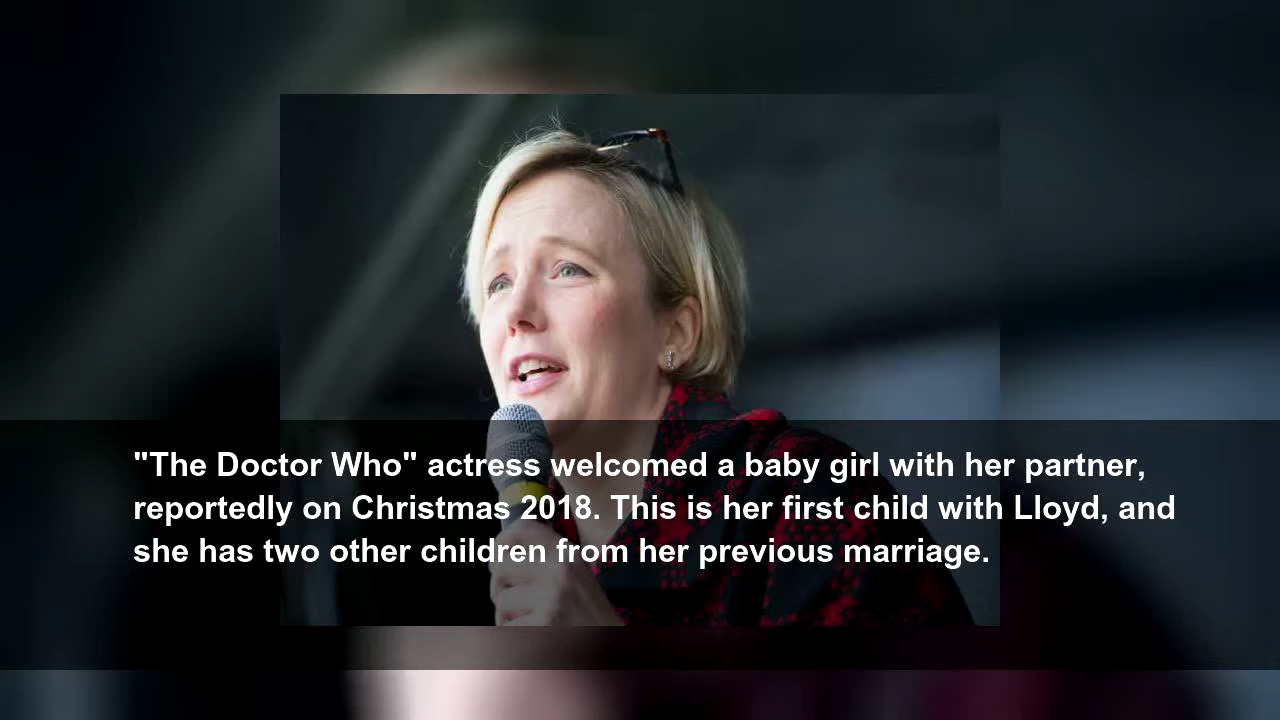 "The Doctor Who" actress welcomed a baby girl with her partner,
reportedly on Christmas 2018. This is her first child with Lloyd, and
she has two other children from her previous marriage.